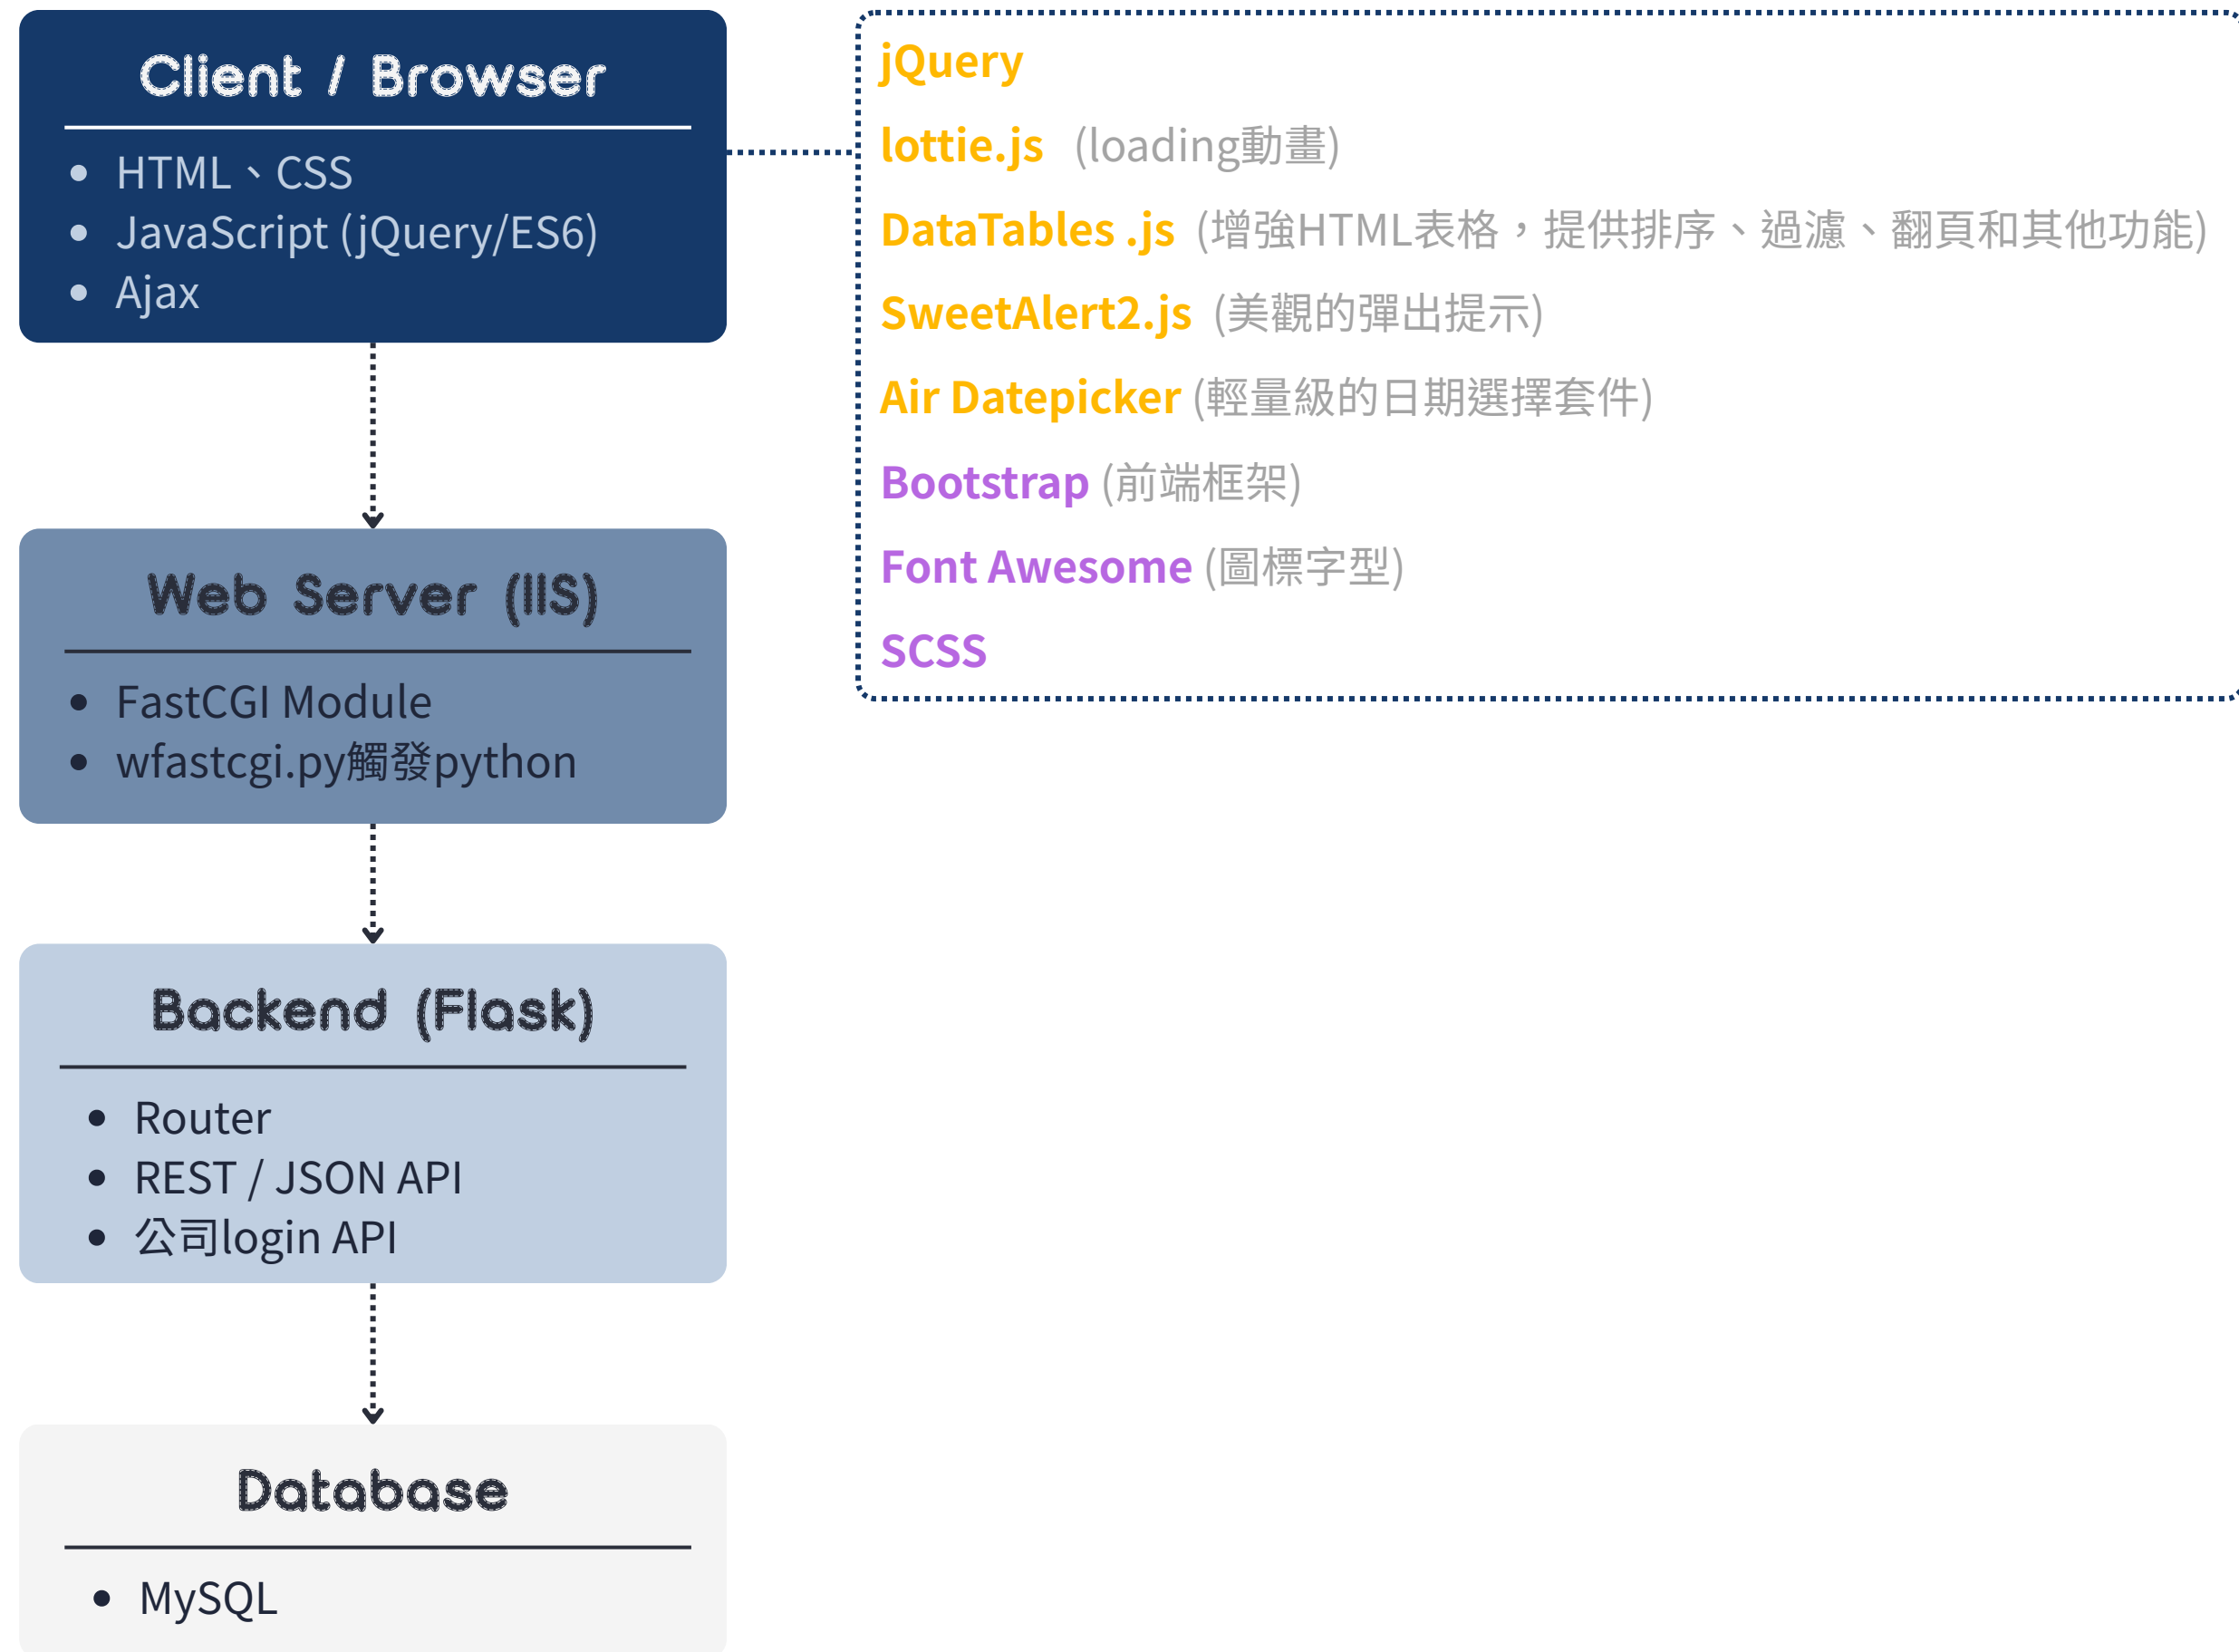 Client / Browser
HTML、CSS
JavaScript (jQuery/ES6)
Ajax
jQuery
lottie.js (loading動畫)
DataTables .js (增強HTML表格，提供排序、過濾、翻頁和其他功能)
SweetAlert2.js (美觀的彈出提示)
Air Datepicker (輕量級的日期選擇套件)
Bootstrap (前端框架)
Font Awesome (圖標字型)
SCSS
Web Server (IIS)
FastCGI Module
wfastcgi.py觸發python
Backend (Flask)
Router
REST / JSON API
公司login API
Database
MySQL